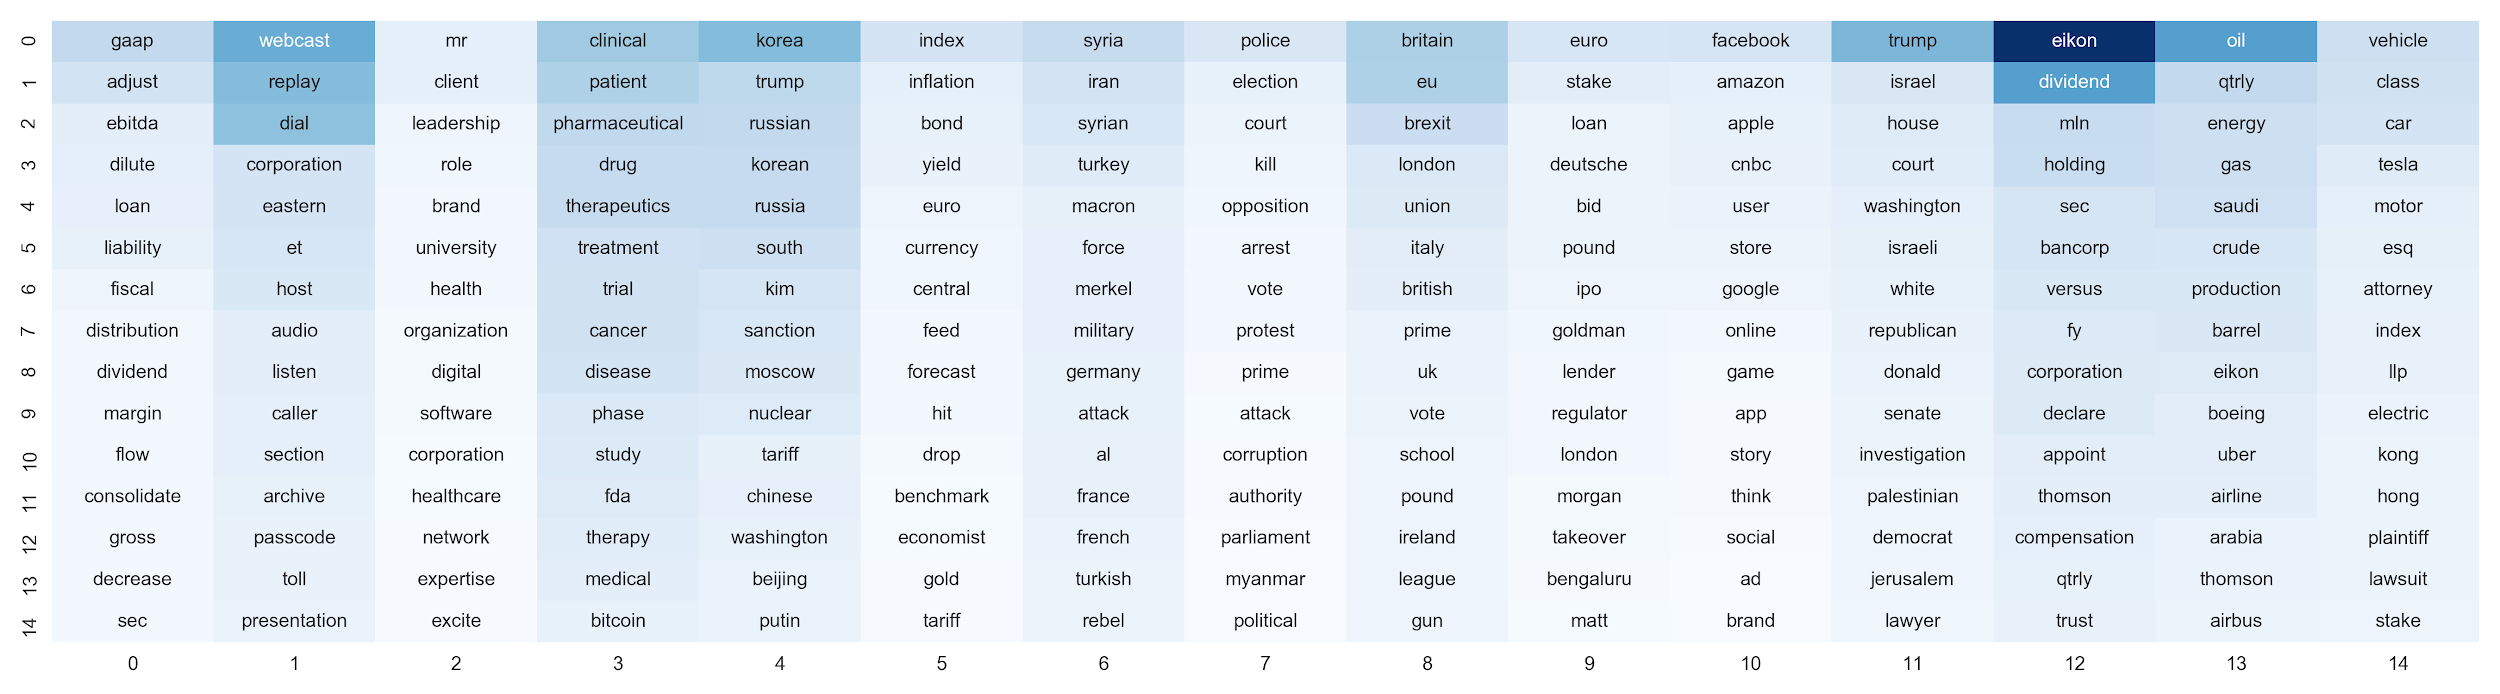 0 gaap webcast mr clinical korea index syria police britain euro facebook trump eikon oil vehicle
1 adjust replay client patient trump inflation iran election eu stake amazon israel dividend qtrly class
2 ebitda dial leadership pharmaceutical russian bond syrian court brexit loan apple house mln energy car
3 dilute corporation role drug korean yield turkey kill london deutsche cnbc court holding gas tesla
4 loan eastern brand therapeutics russia euro macron opposition union bid user washington sec saudi motor
5 liability et university treatment south currency force arrest italy pound store israeli bancorp crude esq
6 fiscal host health trial kim central merkel vote british ipo google white versus production attorney
7 distribution audio organization cancer sanction feed military protest prime goldman online republican fy barrel index
8 dividend listen digital disease moscow forecast germany prime uk lender game donald corporation eikon llp
9 margin caller software phase nuclear hit attack attack vote regulator app senate declare boeing electric
10 flow section corporation study tariff drop al corruption school london story investigation appoint uber kong
11 consolidate archive healthcare fda chinese benchmark france authority pound morgan think palestinian thomson airline hong
12 gross passcode network therapy washington economist french parliament ireland takeover social democrat compensation arabia plaintiff
13 decrease toll expertise medical beijing gold turkish myanmar league bengaluru ad jerusalem qtrly thomson lawsuit
14 sec presentation excite bitcoin putin tariff rebel political gun matt brand lawyer trust airbus stake
0 1 2 3 4 5 6 7 8 9 10 11 12 13 14